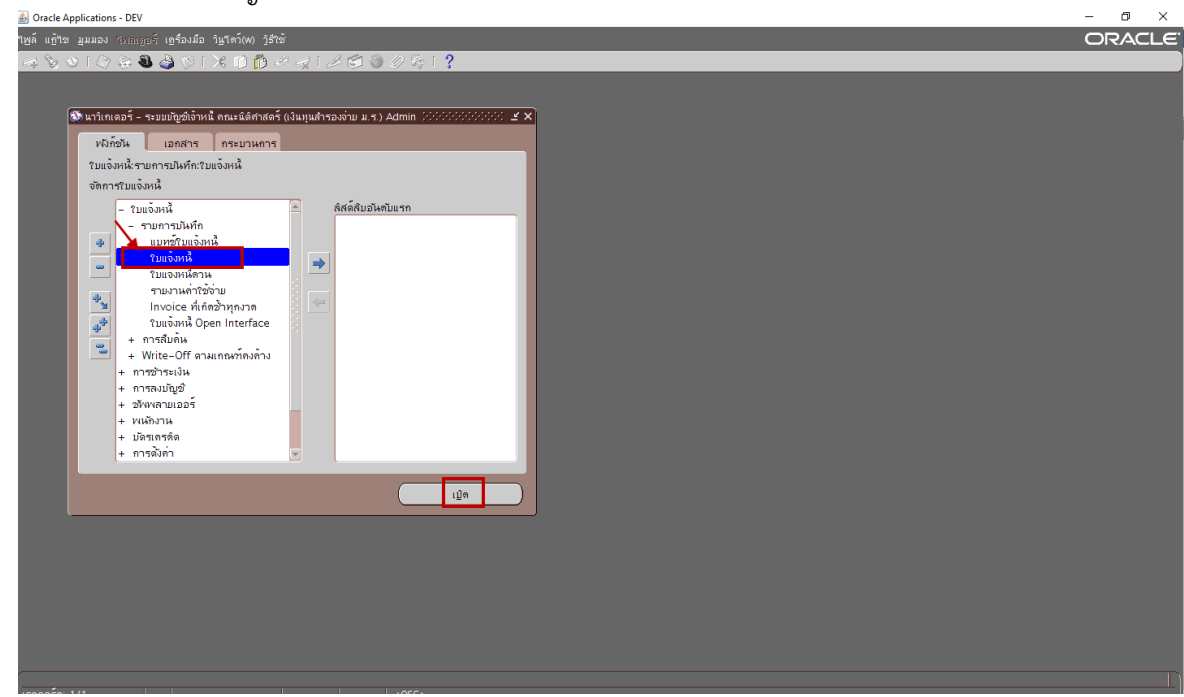 Oracle Applications - DEV
ไฟล์ แก้ไข มุมมอง โฟลเดอร์ เครื่องมือ วินโดว์(w) วิธีใช้
ORACLE
นาวิเกเตอร์ - ระบบบัญชีเจ้าหนี้ คณะนิติศาสตร์ (เงินทุนสำรองจ่าย ม.ร.) Admin
ฟังก์ชัน เอกสาร กระบวนการ
ใบแจ้งหนี้:รายการบันทึก:ใบแจ้งหนี้
จัดการใบแจ้งหนี้
ลิสต์สิบอันดับแรก
- ใบแจ้งหนี้
- รายการบันทึก
แบทช์ใบแจ้งหนี้
ใบแจ้งหนี้
ใบแจ้งหนี้ด่วน
รายงานค่าใช้จ่าย
Invoice ที่เกิดซ้ำทุกงวด
ใบแจ้งหนี้ Open Interface
+ การสืบค้น
+ Write-Off ตามเกณฑ์คงค้าง
+ การชำระเงิน
+ การลงบัญชี
+ ซัพพลายเออร์
+ พนักงาน
+ บัตรเครดิต
+ การตั้งค่า
เปิด